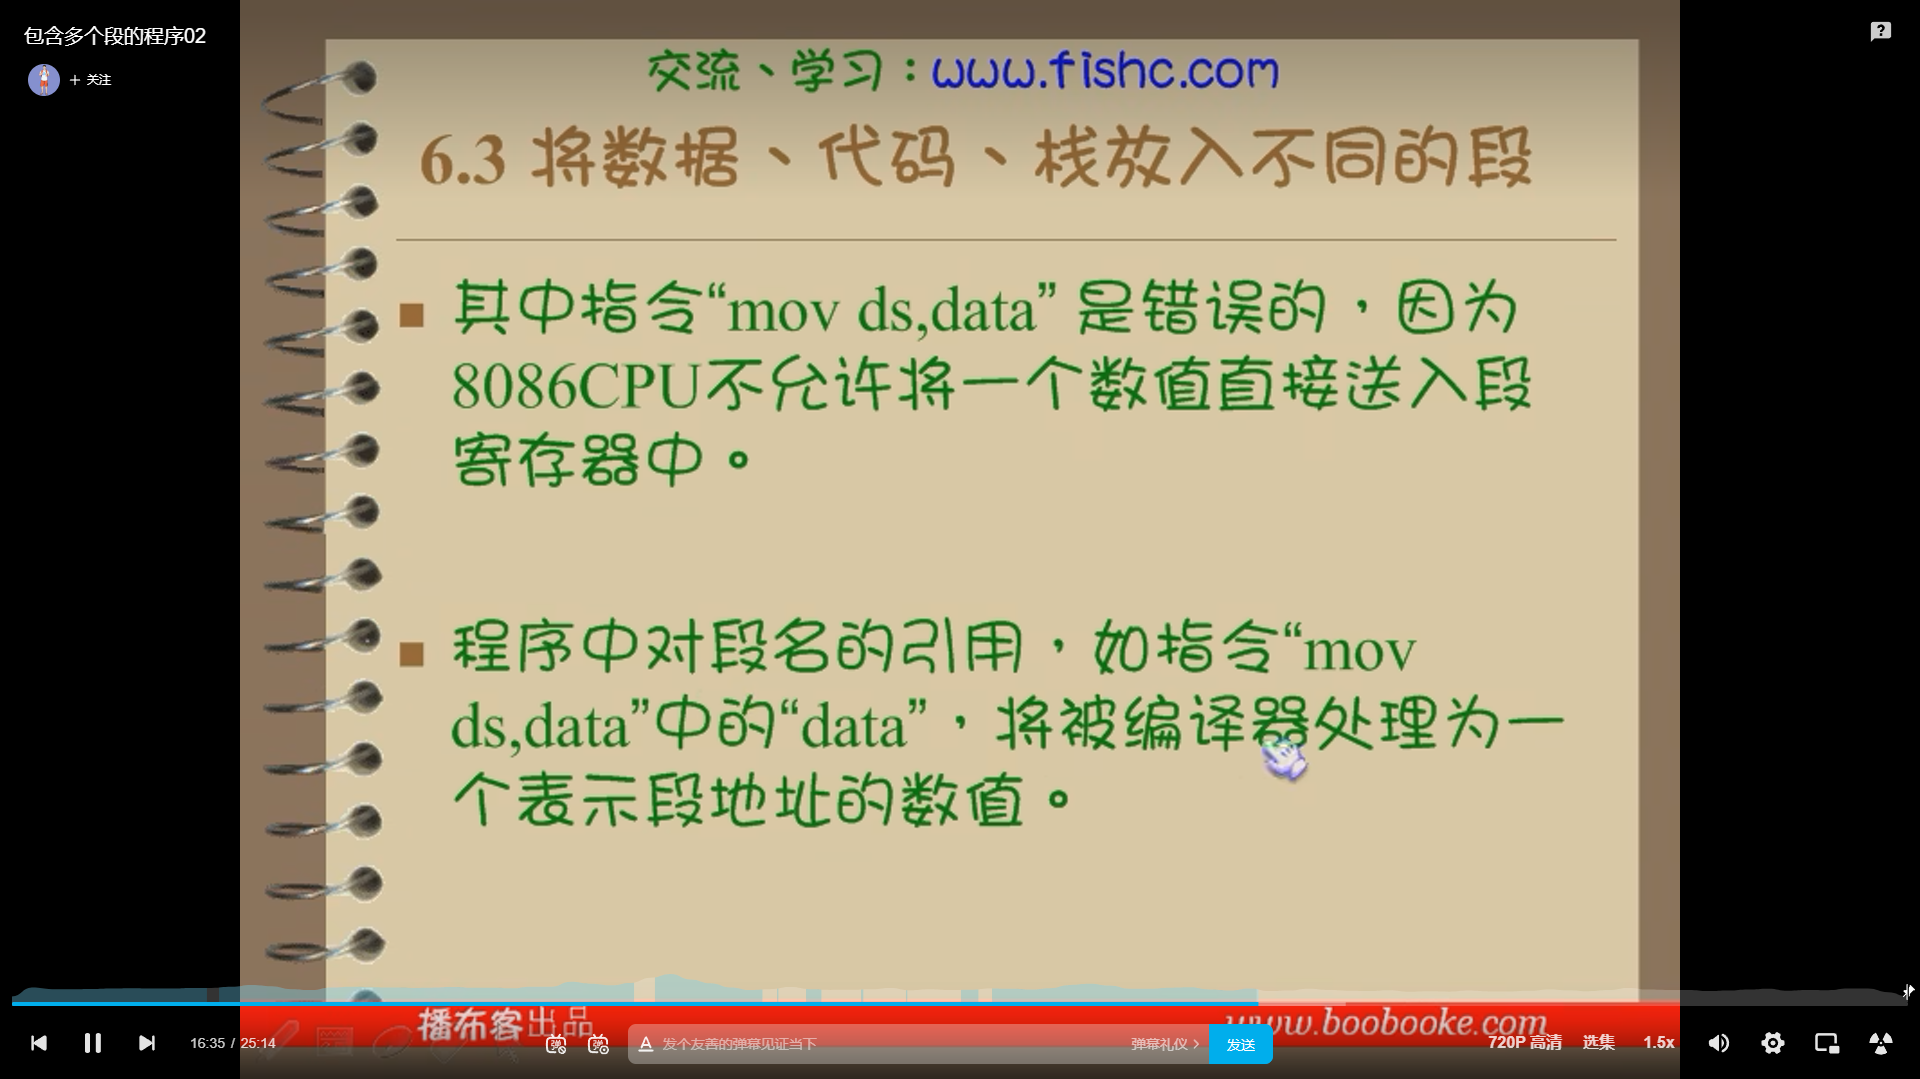 包含多个段的程序02
+ 关注
交流、学习：www.fishc.com
6.3 将数据、代码、栈放入不同的段
其中指令“mov ds,data” 是错误的，因为
8086CPU不允许将一个数值直接送入段
寄存器中。
程序中对段名的引用，如指令“mov
ds,data”中的“data”，将被编译器处理为一
个表示段地址的数值。
播布客出品
www.boobooke.com
16:35 / 25:14
发个友善的弹幕见证当下
弹幕礼仪 >
发送
720P 高清
选集
1.5x